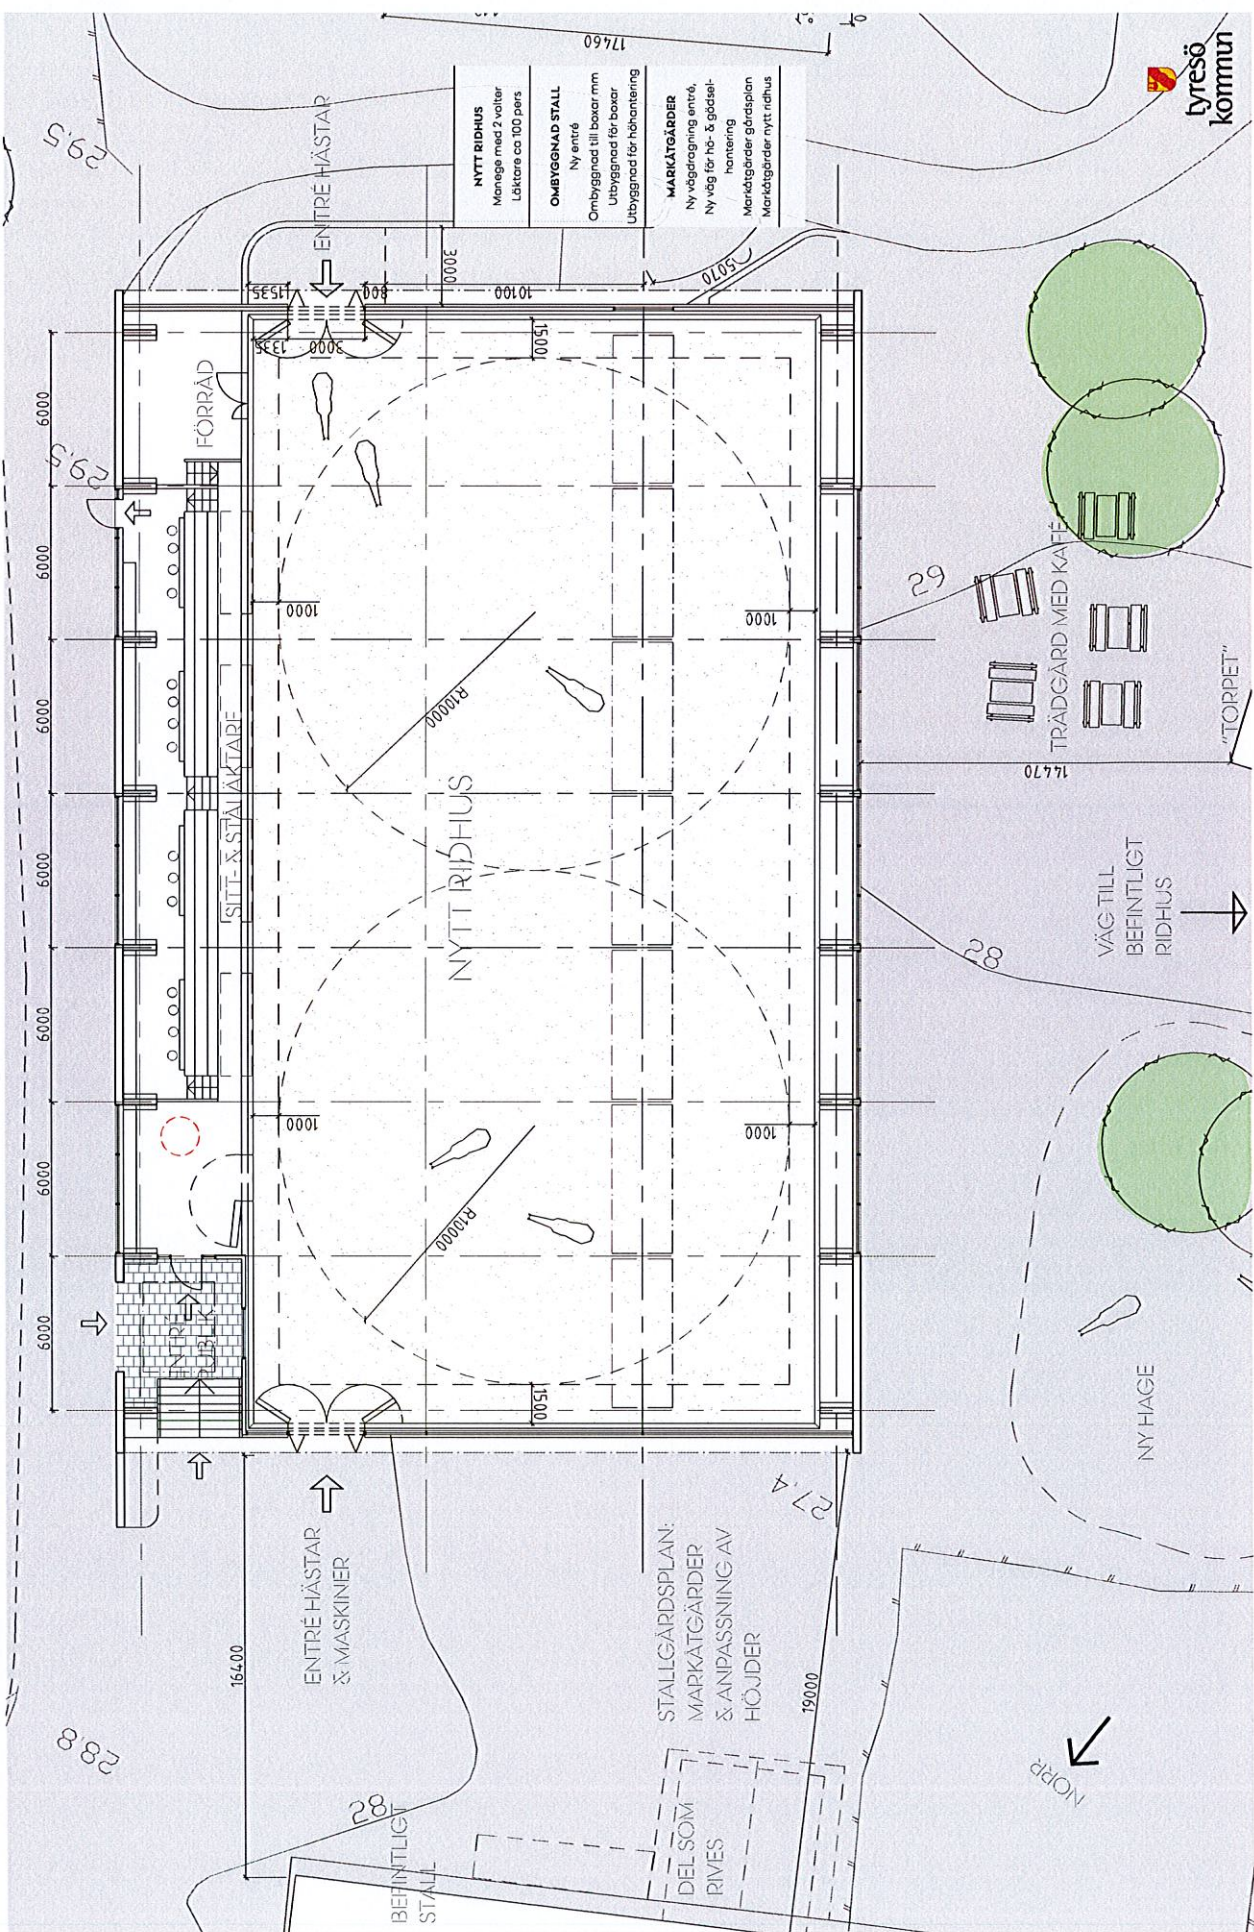 tyresö
kommun
NYTT RIDHUS
Manege med 2 volter
Läktare ca 100 pers
OMBYGGNAD STALL
Ny entré
Ombyggnad till boxar mm
Utbyggnad för boxar
Utbyggnad för höhantering
MARKÅTGÄRDER
Ny vägdragning entré,
Ny väg för hö- & gödsel-
hantering
Markåtgärder gårdsplan
Markåtgärder nytt ridhus
17460
29,5
ENTRÉ HÄSTAR
3000
1535
800
10100
5070
1335
3000
1500
6000
6000
6000
6000
6000
6000
6000
29,5
FÖRRÅD
1000
1000
R10000
SITT- & STÅLÄKTARE
NYTT RIDHUS
1000
1000
R10000
1500
ENTRÉ
PUBLIK
29
TRÄDGÅRD MED KAFÉ
"TORPET"
14470
VÄG TILL
BEFINTLIGT
RIDHUS
28
NY HAGE
27,4
ENTRÉ HÄSTAR
& MASKINER
16400
STALLGÅRDSPLAN:
MARKÅTGÄRDER
& ANPASSNING AV
HÖJDER
19000
28,8
28
BEFINTLIGT
STALL
DEL SOM
RIVES
NORR